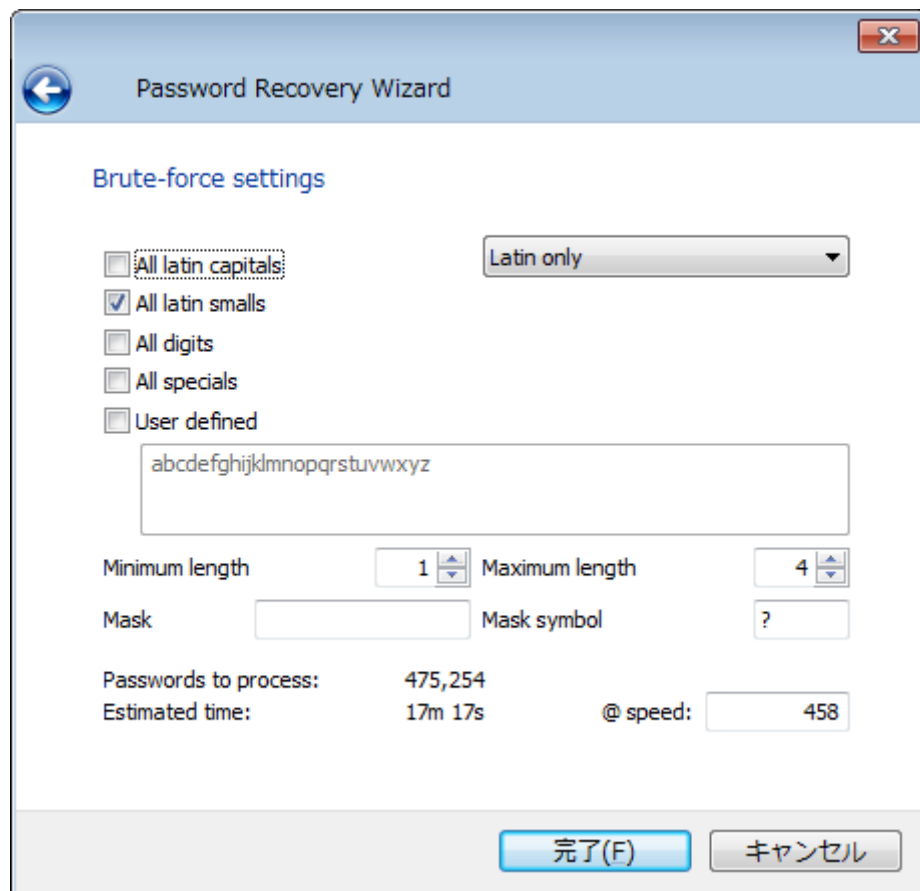 Password Recovery Wizard
Brute-force settings
All latin capitals
Latin only
All latin smalls
All digits
All specials
User defined
abcdefghijklmnopqrstuvwxyz
Minimum length 1 Maximum length 4
Mask Mask symbol ?
Passwords to process: 475,254
Estimated time: 17m 17s @ speed: 458
完了(F) キャンセル